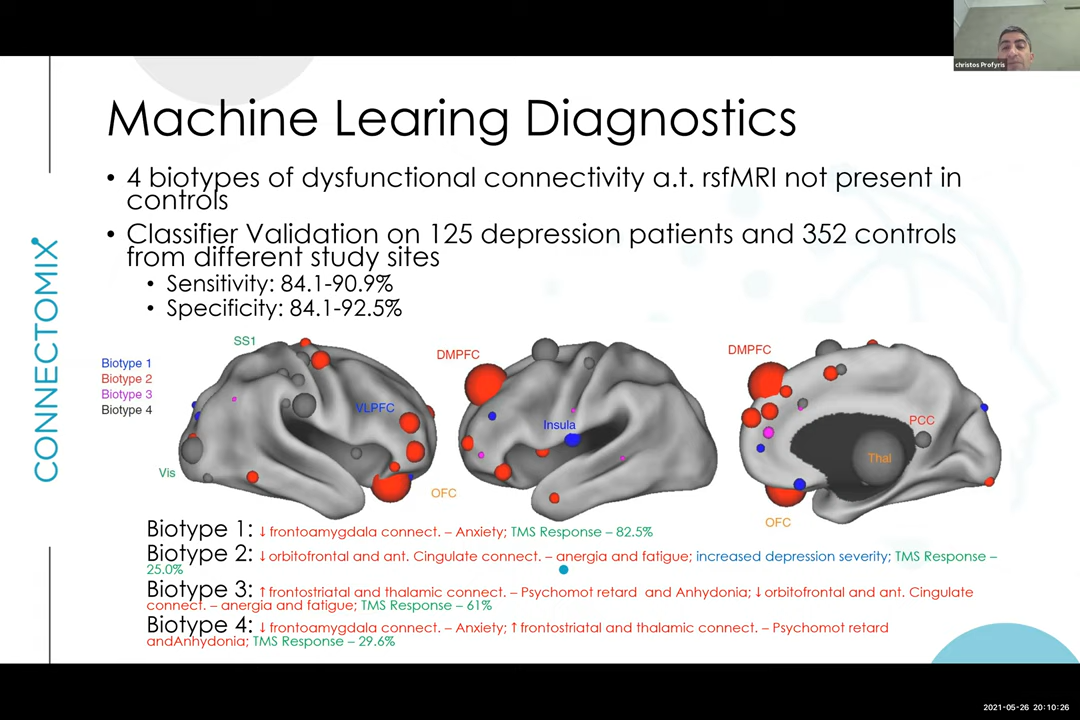 christos Profyris
Machine Learing Diagnostics
• 4 biotypes of dysfunctional connectivity a.t. rsfMRI not present in
controls
• Classifier Validation on 125 depression patients and 352 controls
from different study sites
• Sensitivity: 84.1-90.9%
• Specificity: 84.1-92.5%
CONNECTOMIX
Biotype 1
Biotype 2
Biotype 3
Biotype 4
SS1
VLPFC
Vis
OFC
DMPFC
Insula
DMPFC
PCC
Thal
OFC
Biotype 1: ↓ frontoamygdala connect. – Anxiety; TMS Response – 82.5%
Biotype 2: ↓ orbitofrontal and ant. Cingulate connect. – anergia and fatigue; increased depression severity; TMS Response –
25.0%
Biotype 3: ↑ frontostriatal and thalamic connect. – Psychomot retard and Anhydonia; ↓ orbitofrontal and ant. Cingulate
connect. – anergia and fatigue; TMS Response – 61%
Biotype 4: ↓ frontoamygdala connect. – Anxiety; ↑ frontostriatal and thalamic connect. – Psychomot retard
andAnhydonia; TMS Response – 29.6%
2021-05-26 20:10:26